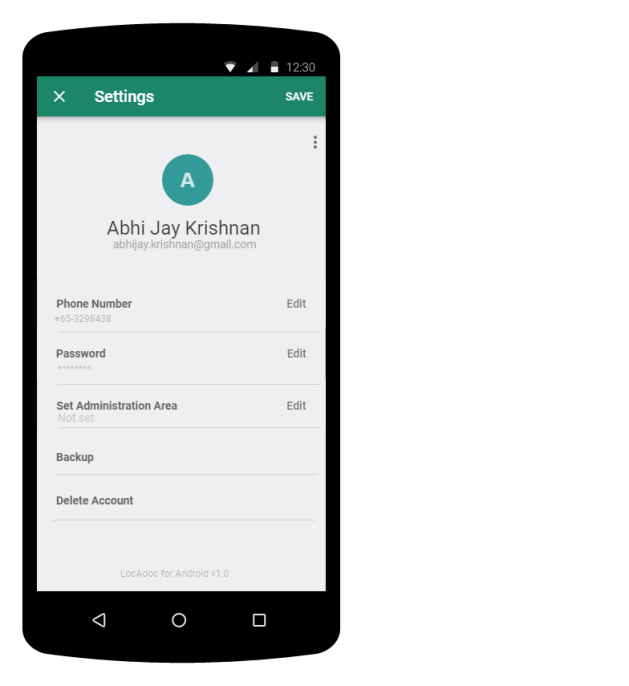 12:30
Settings SAVE
A
Abhi Jay Krishnan
abhijay.krishnan@gmail.com
Phone Number Edit
+65-3298438
Password Edit
********
Set Administration Area Edit
Not set
Backup
Delete Account
LocAdoc for Android v1.0